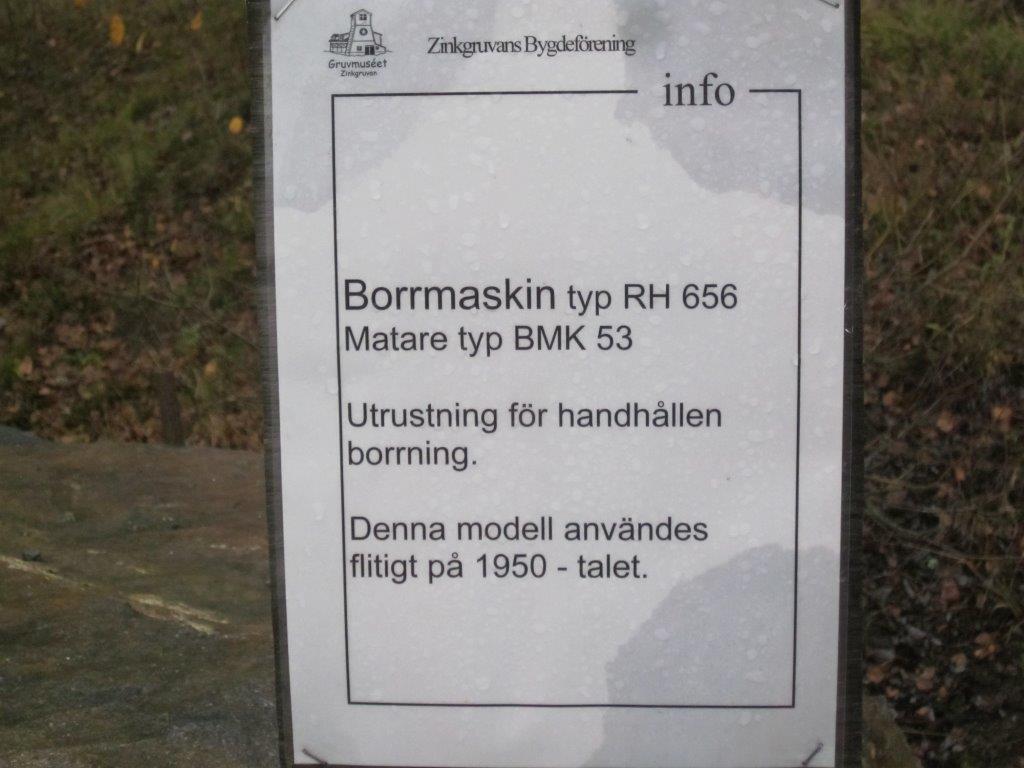 Gruvmuséet
Zinkgruvan
Zinkgruvans Bygdeförening
info
Borrmaskin typ RH 656
Matare typ BMK 53
Utrustning för handhållen
borrning.
Denna modell användes
flitigt på 1950 - talet.